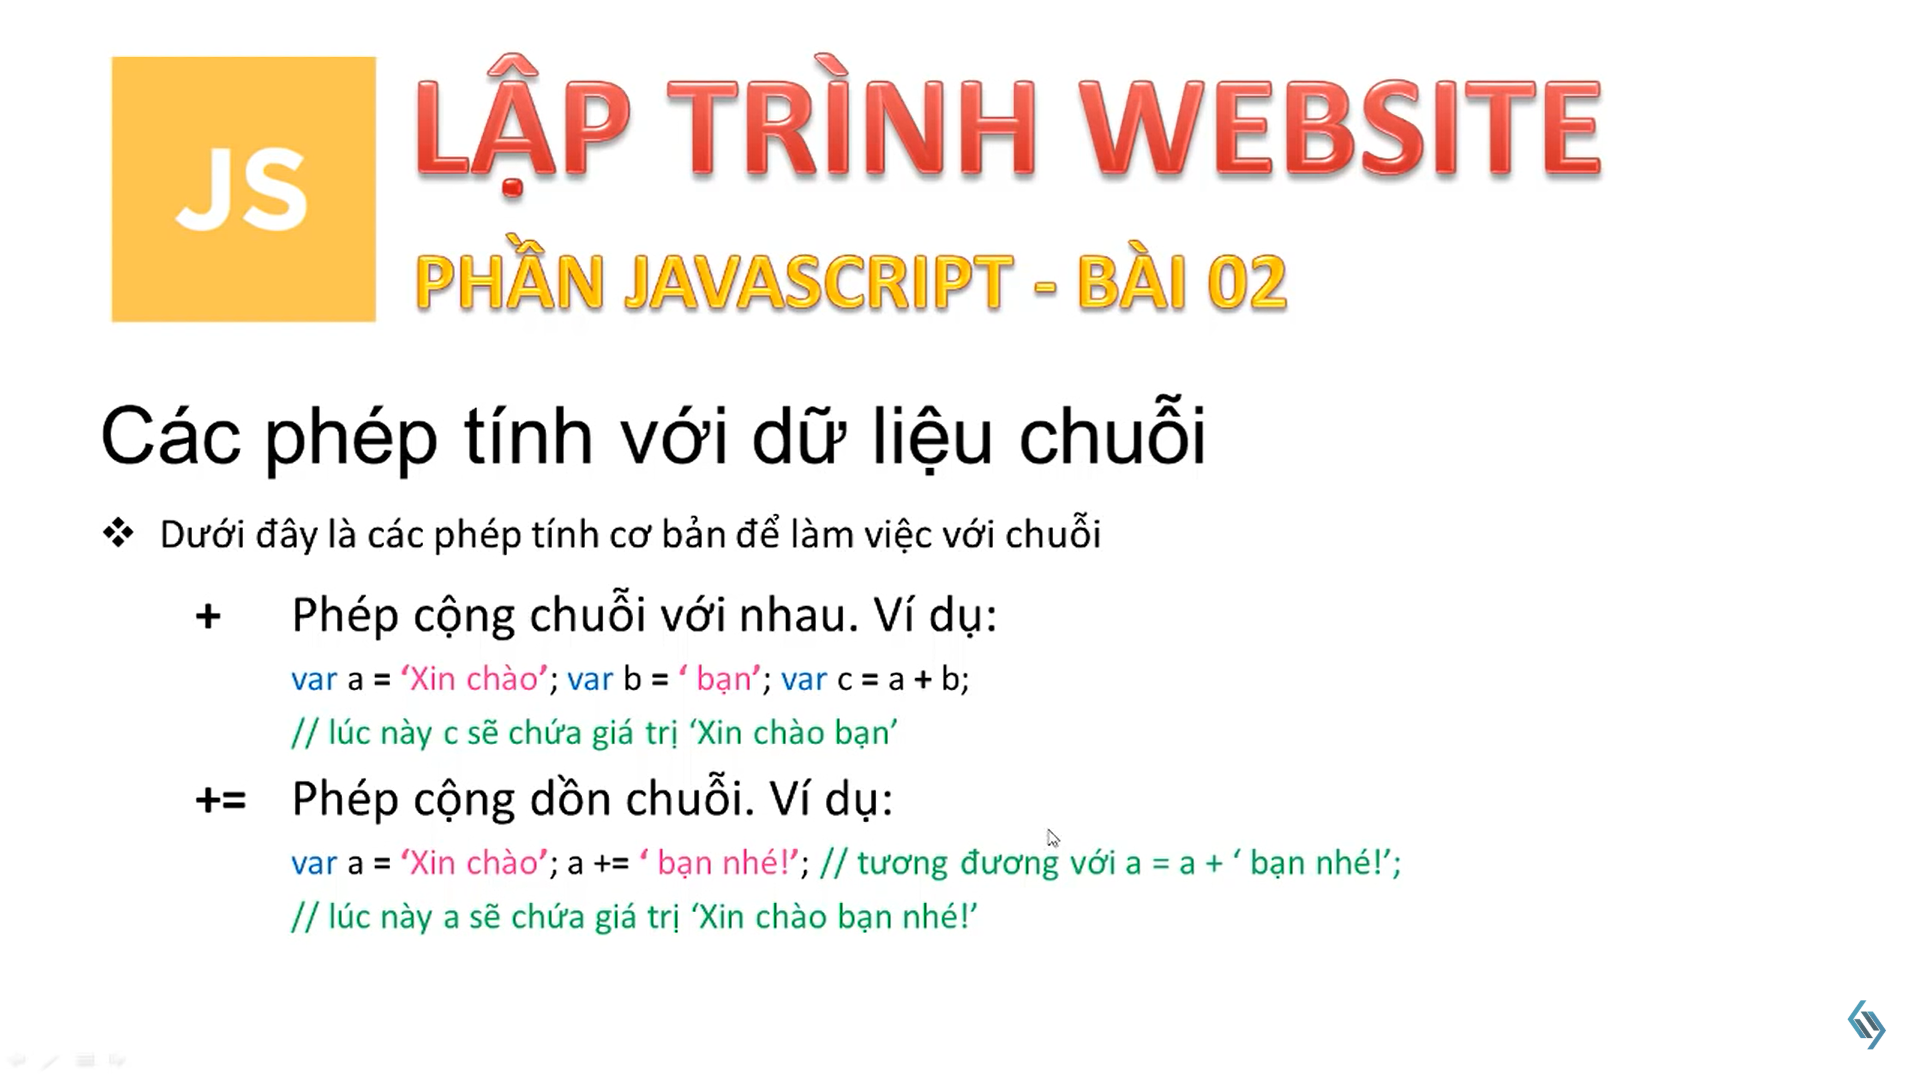 JS
LẬP TRÌNH WEBSITE
PHẦN JAVASCRIPT - BÀI 02
Các phép tính với dữ liệu chuỗi
❖ Dưới đây là các phép tính cơ bản để làm việc với chuỗi
+ Phép cộng chuỗi với nhau. Ví dụ:
var a = ‘Xin chào’; var b = ‘ bạn’; var c = a + b;
// lúc này c sẽ chứa giá trị ‘Xin chào bạn’
+= Phép cộng dồn chuỗi. Ví dụ:
var a = ‘Xin chào’; a += ‘ bạn nhé!’; // tương đương với a = a + ‘ bạn nhé!’;
// lúc này a sẽ chứa giá trị ‘Xin chào bạn nhé!’